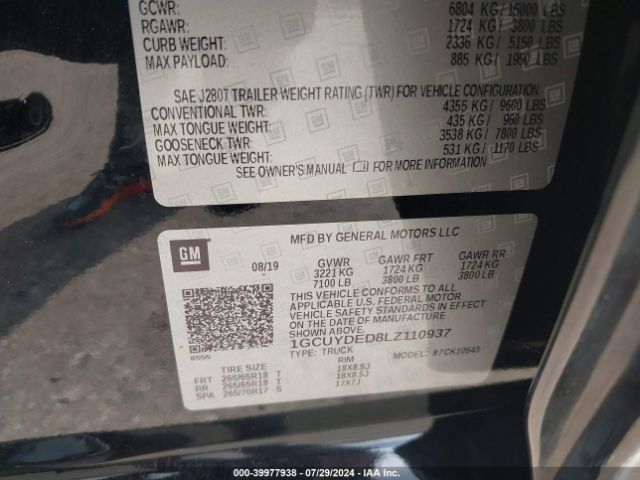 GCWR: 6804 KG/15000 LBS
RGAWR: 1724 KG / 3800 LBS
CURB WEIGHT: 2336 KG / 5150 LBS
MAX PAYLOAD: 885 KG/ 1950 LBS
SAE J2807 TRAILER WEIGHT RATING (TWR) FOR VEHICLE CONFIGURATION
CONVENTIONAL TWR: 4355 KG/ 9600 LBS
MAX TONGUE WEIGHT: 435 KG/ 960 LBS
GOOSENECK TWR: 3538 KG/ 7800 LBS
MAX TONGUE WEIGHT: 531 KG/ 1170 LBS
SEE OWNER'S MANUAL FOR MORE INFORMATION
GM
MFD BY GENERAL MOTORS LLC
08/19 GVWR GAWR FRT GAWR RR
3221 KG 1724 KG 1724 KG
7100 LB 3800 LB 3800 LB
THIS VEHICLE CONFORMS TO ALL
APPLICABLE U.S. FEDERAL MOTOR
VEHICLE SAFETY STANDARDS IN EFFECT
ON THE DATE OF MANUFACTURE
SHOWN ABOVE.
1GCUYDED8LZ110937
8555 TYPE: TRUCK MODEL: 87CK10543
TIRE SIZE RIM
FRT 265/65R18 T 18X8.5J
RR 265/65R18 T 18X8.5J
SPA 265/70R17 S 17X7J
(000) -39977938 - 07/29/2024 - IAA Inc.